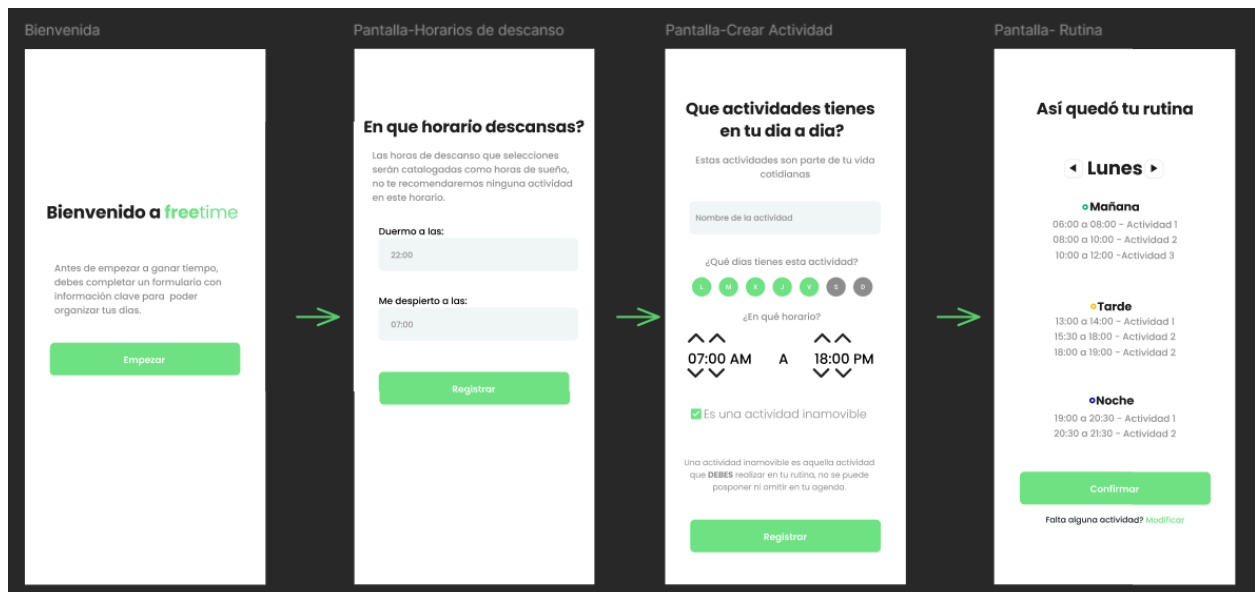 Bienvenida
Bienvenido a freetime
Antes de empezar a ganar tiempo,
debes completar un formulario con
información clave para poder
organizar tus días.
Empezar
Pantalla-Horarios de descanso
En que horario descansas?
Las horas de descanso que selecciones
serán catalogadas como horas de sueño,
no te recomendaremos ninguna actividad
en este horario.
Duermo a las:
22:00
Me despierto a las:
07:00
Registrar
Pantalla-Crear Actividad
Que actividades tienes
en tu dia a dia?
Estas actividades son parte de tu vida
cotidianas
Nombre de la actividad
¿Qué dias tienes esta actividad?
L M X J V S D
¿En qué horario?
07:00 AM A 18:00 PM
Es una actividad inamovible
Una actividad inamovible es aquella actividad
que DEBES realizar en tu rutina, no se puede
posponer ni omitir en tu agenda.
Registrar
Pantalla- Rutina
Así quedó tu rutina
Lunes
Mañana
06:00 a 08:00 - Actividad 1
08:00 a 10:00 - Actividad 2
10:00 a 12:00 -Actividad 3
Tarde
13:00 a 14:00 - Actividad 1
15:30 a 18:00 - Actividad 2
18:00 a 19:00 - Actividad 2
Noche
19:00 a 20:30 - Actividad 1
20:30 a 21:30 - Actividad 2
Confirmar
Falta alguna actividad? Modificar